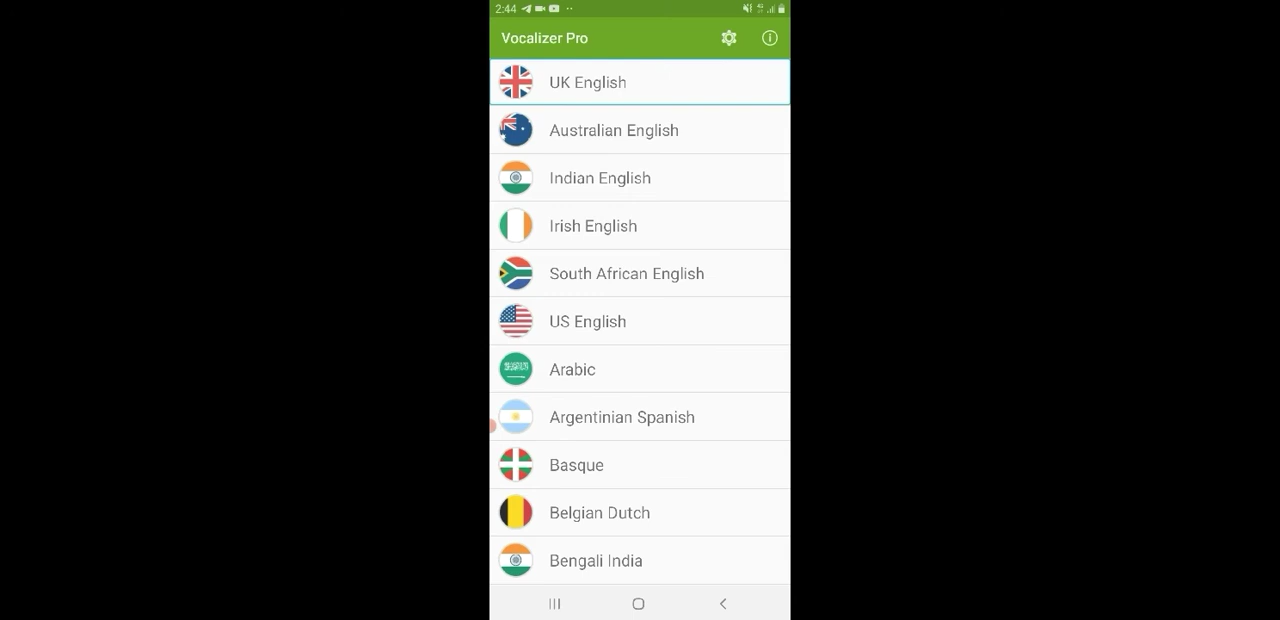 2:44
Vocalizer Pro
UK English
Australian English
Indian English
Irish English
South African English
US English
Arabic
Argentinian Spanish
Basque
Belgian Dutch
Bengali India